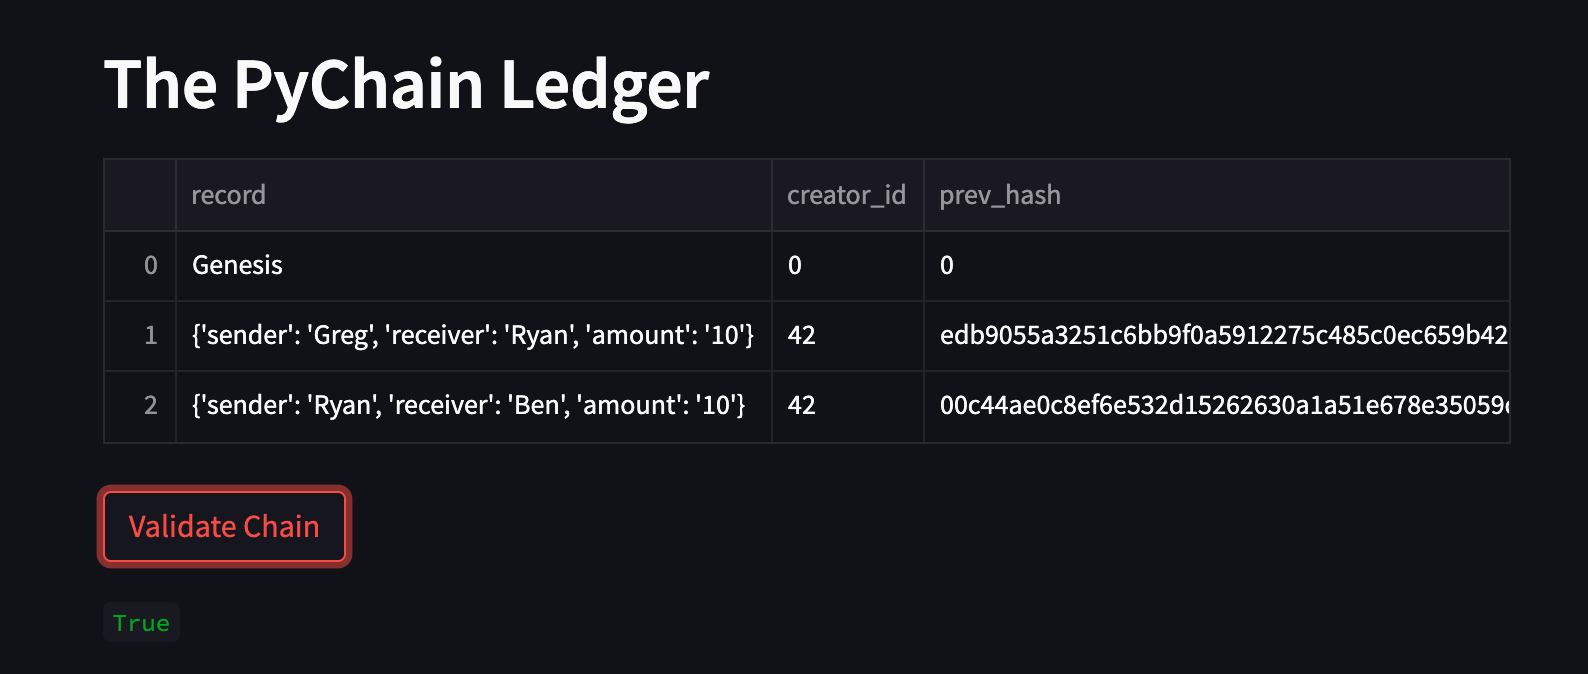 The PyChain Ledger
record creator_id prev_hash
0 Genesis 0 0
1 {'sender': 'Greg', 'receiver': 'Ryan', 'amount': '10'} 42 edb9055a3251c6bb9f0a5912275c485c0ec659b42
2 {'sender': 'Ryan', 'receiver': 'Ben', 'amount': '10'} 42 00c44ae0c8ef6e532d15262630a1a51e678e35059
Validate Chain
True